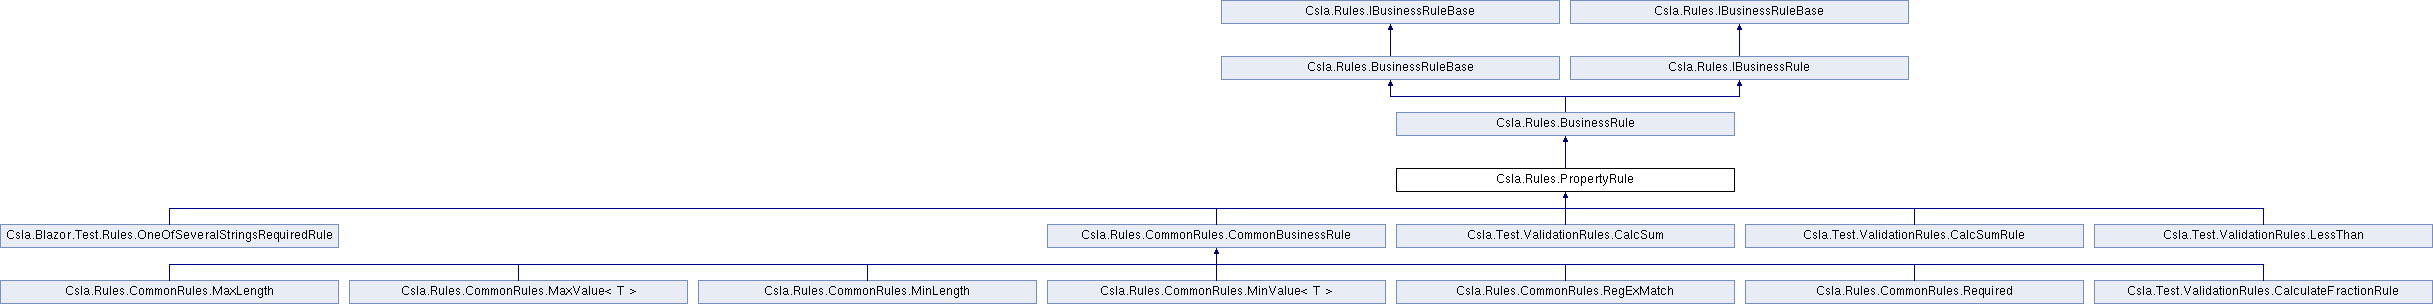 Csla.Rules.IBusinessRuleBase
Csla.Rules.IBusinessRuleBase
Csla.Rules.BusinessRuleBase
Csla.Rules.IBusinessRule
Csla.Rules.BusinessRule
Csla.Rules.PropertyRule
Csla.Blazor.Test.Rules.OneOfSeveralStringsRequiredRule
Csla.Rules.CommonRules.CommonBusinessRule
Csla.Test.ValidationRules.CalcSum
Csla.Test.ValidationRules.CalcSumRule
Csla.Test.ValidationRules.LessThan
Csla.Rules.CommonRules.MaxLength
Csla.Rules.CommonRules.MaxValue< T >
Csla.Rules.CommonRules.MinLength
Csla.Rules.CommonRules.MinValue< T >
Csla.Rules.CommonRules.RegExMatch
Csla.Rules.CommonRules.Required
Csla.Test.ValidationRules.CalculateFractionRule